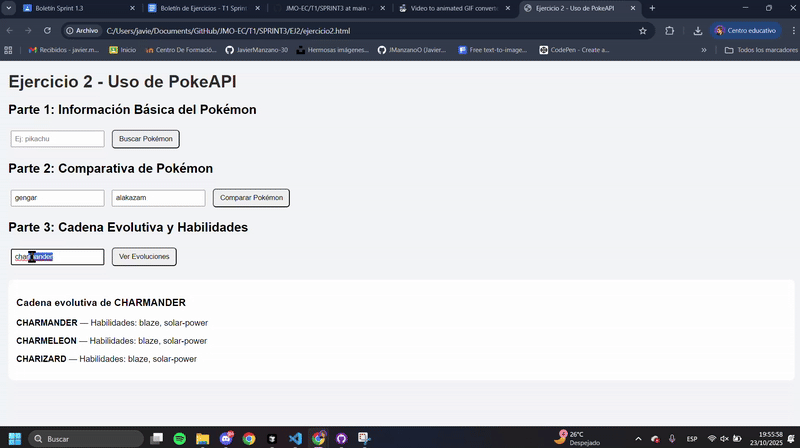 Boletín Sprint 1.3
Boletín de Ejercicios - T1 Sprin
JMO-EC/T1/SPRINT3 at main
Video to animated GIF convert
Ejercicio 2 - Uso de PokeAPI
Archivo
C:/Users/javie/Documents/GitHub/JMO-EC/T1/SPRINT3/EJ2/ejercicio2.html
Centro educativo
Recibidos — javier.m...
Inicio
Centro De Formació...
JavierManzano-30
Hermosas imágenes...
JManzanoO (Javier...
Free text-to-image...
CodePen - Create a...
Todos los marcadores
Ejercicio 2 - Uso de PokeAPI
Parte 1: Información Básica del Pokémon
Ej: pikachu
Buscar Pokémon
Parte 2: Comparativa de Pokémon
gengar
alakazam
Comparar Pokémon
Parte 3: Cadena Evolutiva y Habilidades
charmander
Ver Evoluciones
Cadena evolutiva de CHARMANDER
CHARMANDER — Habilidades: blaze, solar-power
CHARMELEON — Habilidades: blaze, solar-power
CHARIZARD — Habilidades: blaze, solar-power
Buscar
26°C
Despejado
ESP
19:55:58
23/10/2025